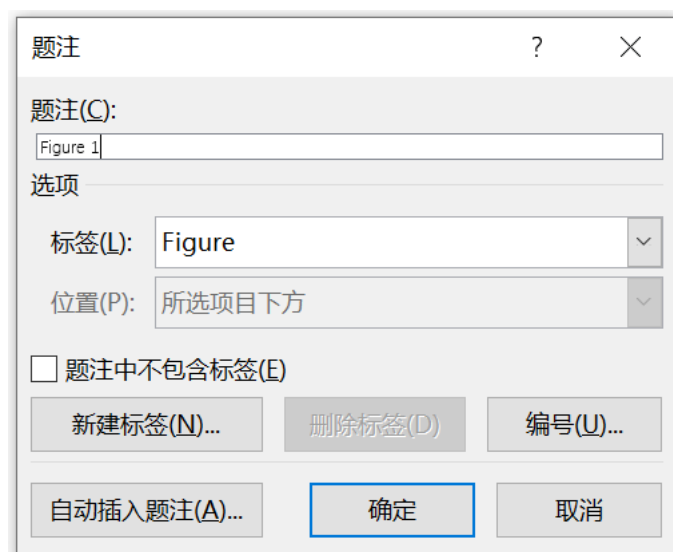 题注 ?
题注(C):
Figure 1
选项
标签(L): Figure
位置(P): 所选项目下方
题注中不包含标签(E)
新建标签(N)... 删除标签(D) 编号(U)...
自动插入题注(A)... 确定 取消